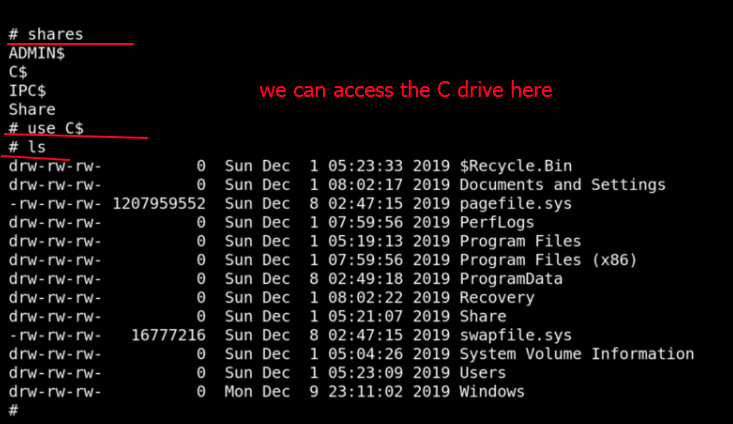 # shares
ADMIN$
C$
IPC$
we can access the C drive here
Share
# use C$
# ls
drw-rw-rw- 0 Sun Dec 1 05:23:33 2019 $Recycle.Bin
drw-rw-rw- 0 Sun Dec 1 08:02:17 2019 Documents and Settings
-rw-rw-rw- 1207959552 Sun Dec 8 02:47:15 2019 pagefile.sys
drw-rw-rw- 0 Sun Dec 1 07:59:56 2019 PerfLogs
drw-rw-rw- 0 Sun Dec 1 05:19:13 2019 Program Files
drw-rw-rw- 0 Sun Dec 1 07:59:56 2019 Program Files (x86)
drw-rw-rw- 0 Sun Dec 8 02:49:18 2019 ProgramData
drw-rw-rw- 0 Sun Dec 1 08:02:22 2019 Recovery
drw-rw-rw- 0 Sun Dec 1 05:21:07 2019 Share
-rw-rw-rw- 16777216 Sun Dec 8 02:47:15 2019 swapfile.sys
drw-rw-rw- 0 Sun Dec 1 05:04:26 2019 System Volume Information
drw-rw-rw- 0 Sun Dec 1 05:23:09 2019 Users
drw-rw-rw- 0 Mon Dec 9 23:11:02 2019 Windows
#